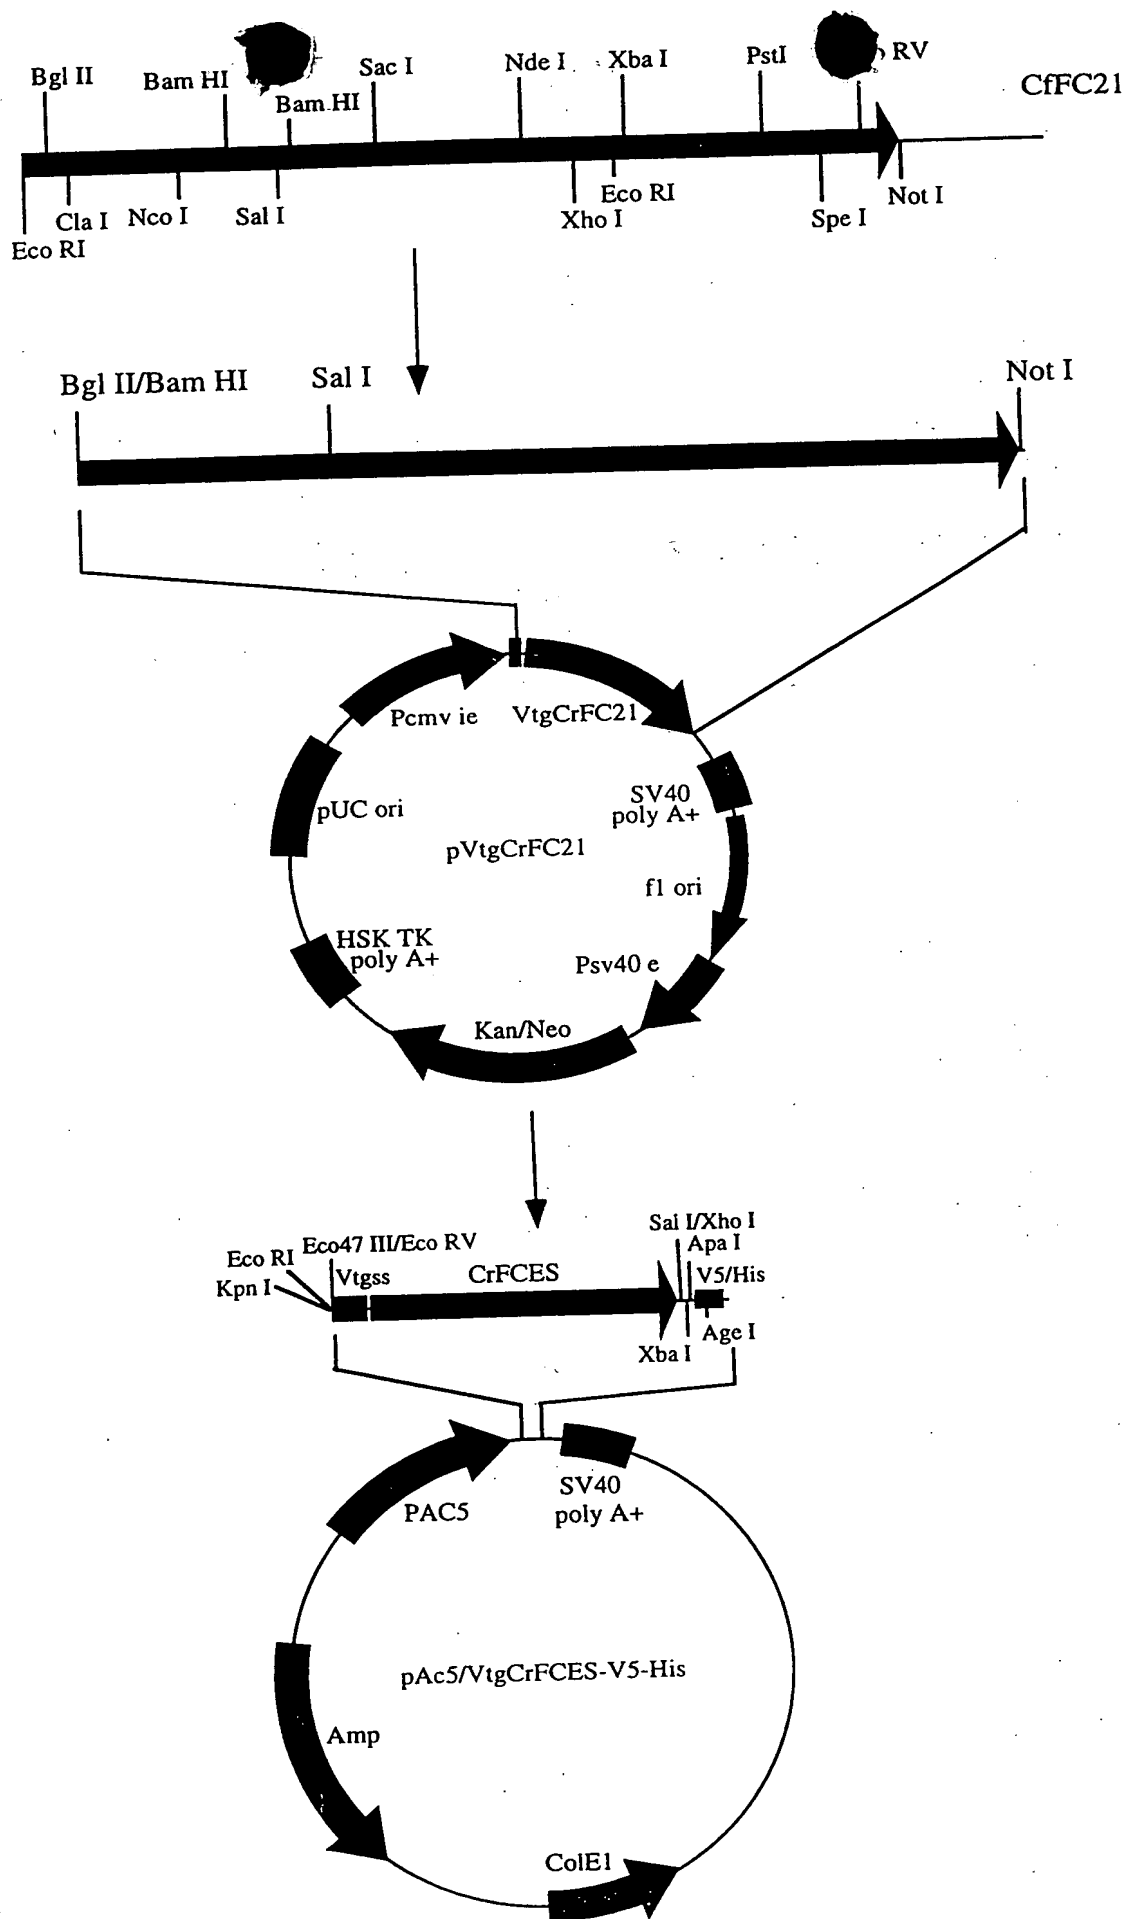 Bgl II
Bam HI
Bam HI
Sac I
Nde I
Xba I
PstI
RV
CfFC21
Eco RI
Cla I
Nco I
Sal I
Xho I
Eco RI
Spe I
Not I
Bgl II/Bam HI
Sal I
Not I
Pcmv ie
VtgCrFC21
pUC ori
SV40
poly A+
pVtgCrFC21
f1 ori
HSK TK
poly A+
Psv40 e
Kan/Neo
Sal I/Xho I
Eco47 III/Eco RV
Apa I
Eco RI
Vtgss
CrFCES
V5/His
Kpn I
Age I
Xba I
SV40
poly A+
PAC5
pAc5/VtgCrFCES-V5-His
Amp
ColE1